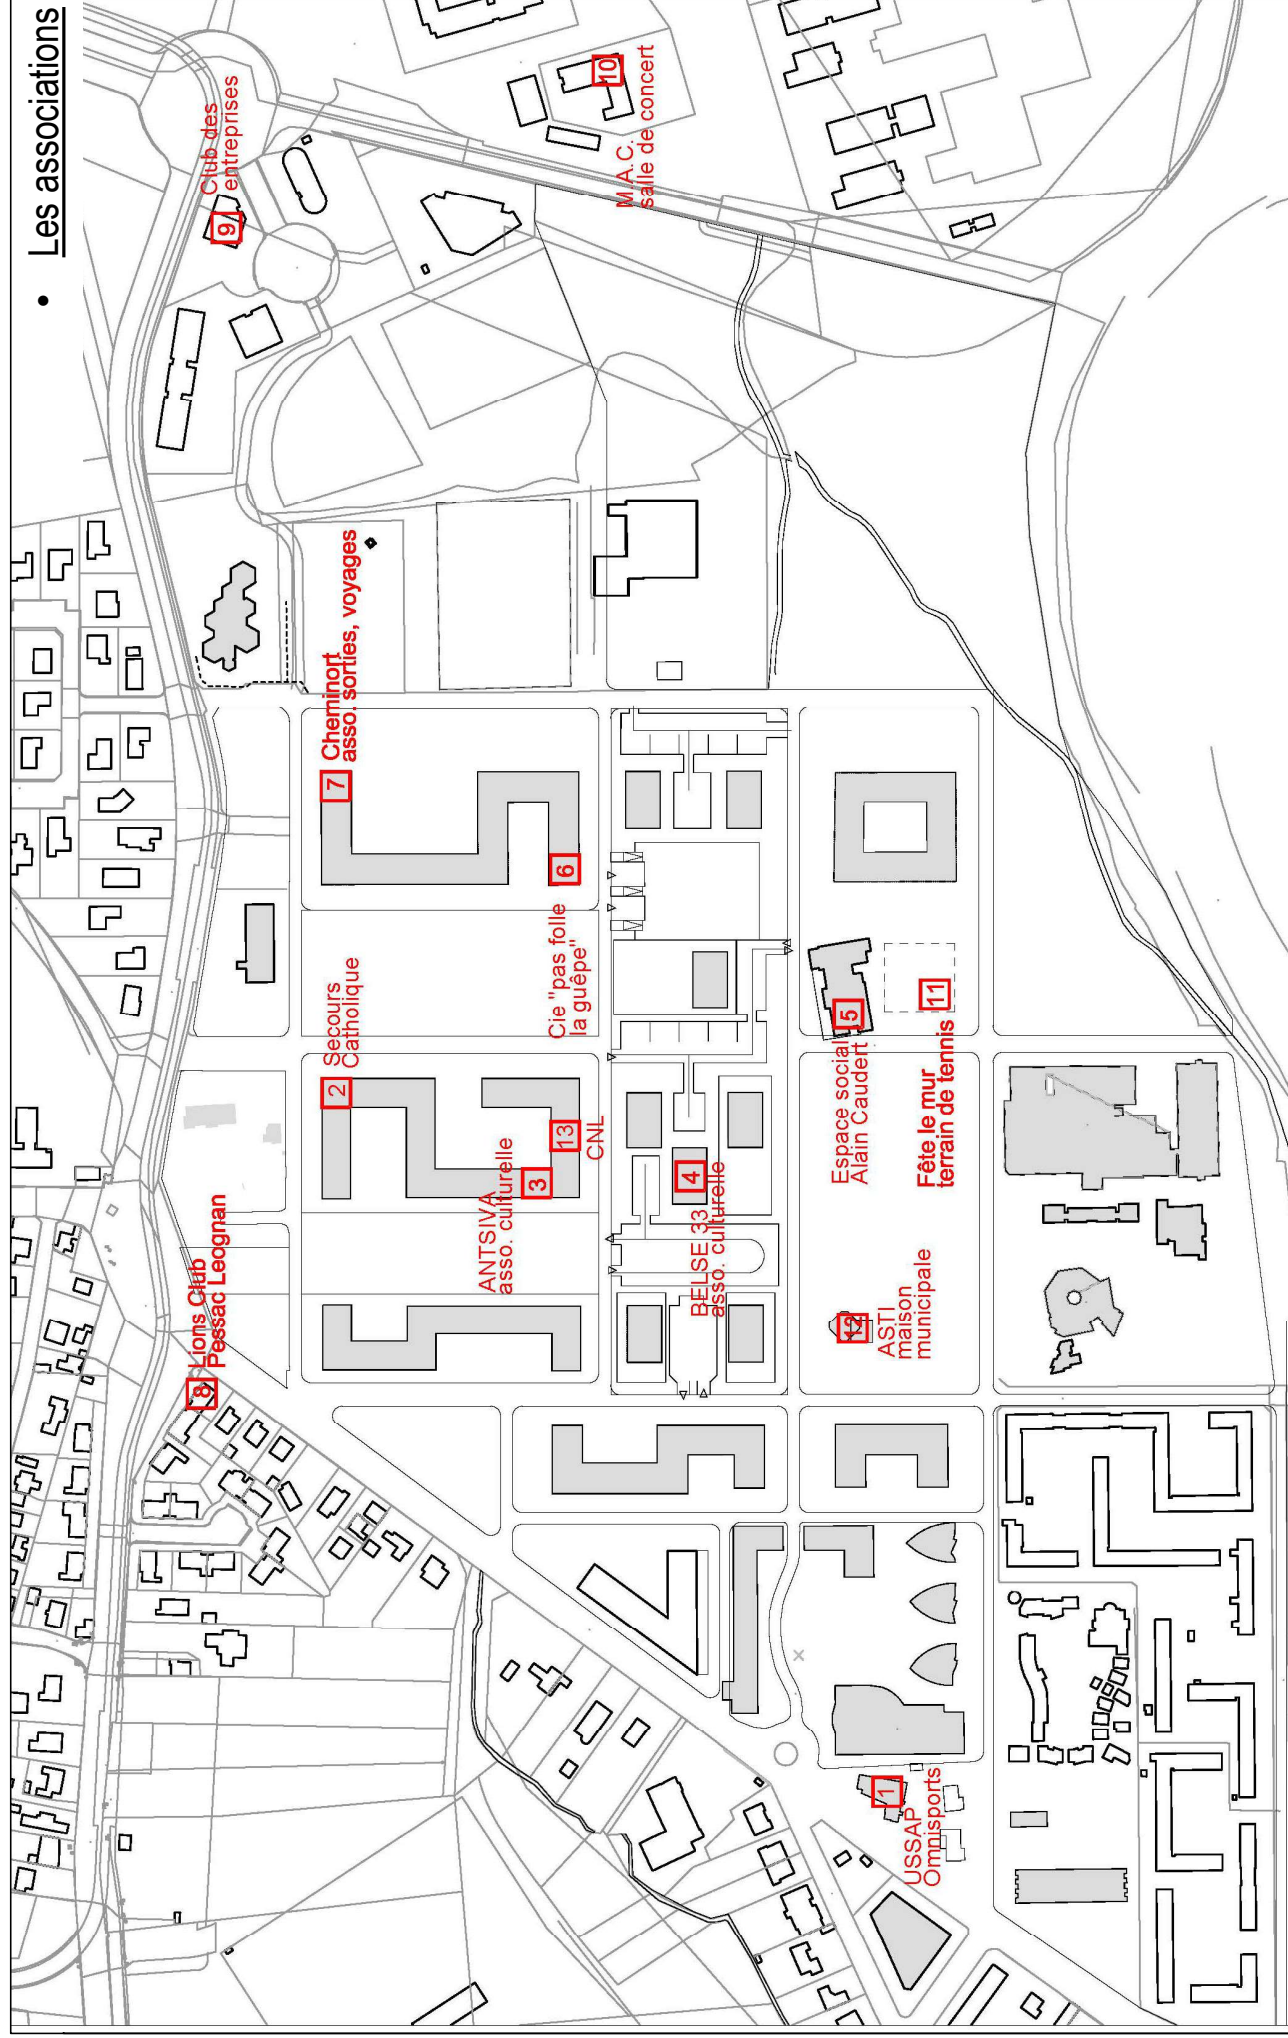 • Les associations
9
Club des
entreprises
10
M.A.C.
salle de concert
7
Cheminort
asso. sorties, voyages
6
Cie "pas folle
la guêpe"
2
Secours
Catholique
3
ANTSIVA
asso. culturelle
13
CNL
4
BELSE 33
asso. culturelle
5
Espace social
Alain Caudert
11
Fête le mur
terrain de tennis
12
ASTI
maison
municipale
8
Lions Club
Pessac Leognan
1
USSAP
Omnisports